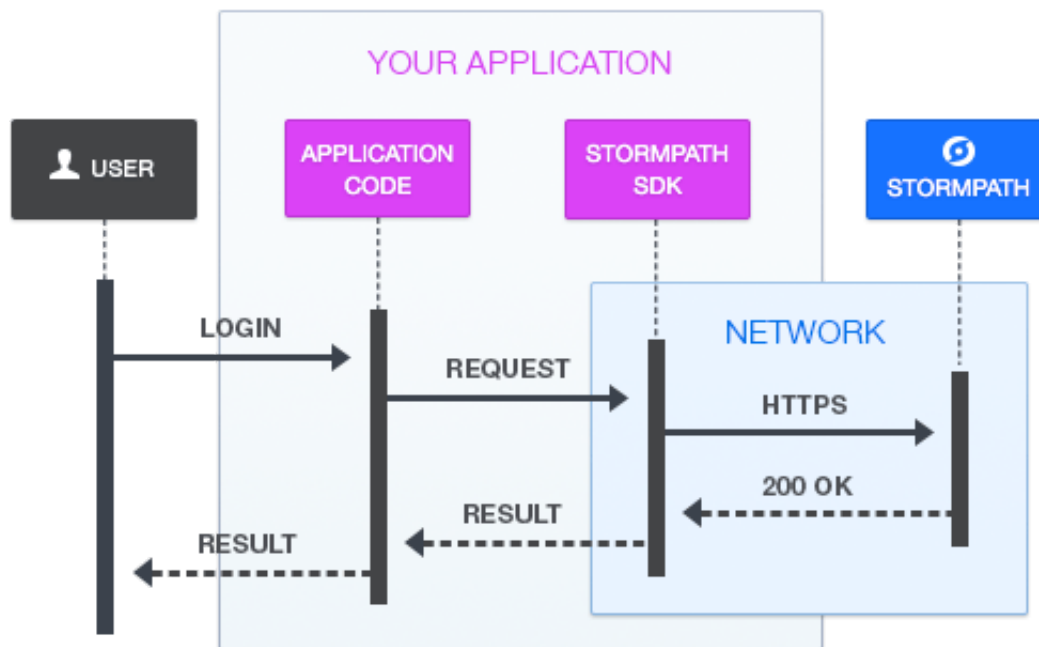 YOUR APPLICATION
USER
APPLICATION
CODE
STORMPATH
SDK
STORMPATH
NETWORK
LOGIN
REQUEST
HTTPS
200 OK
RESULT
RESULT